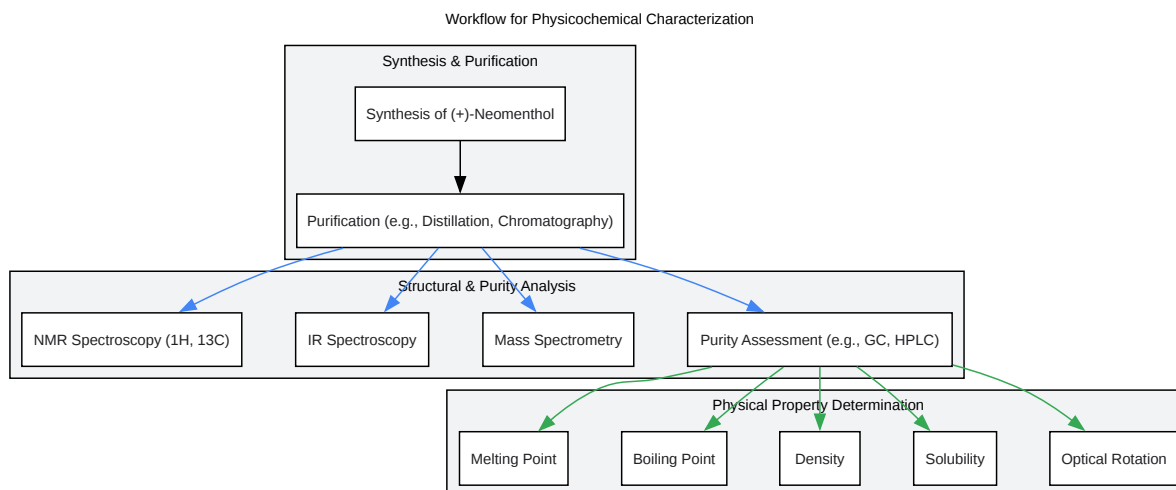 Workflow for Physicochemical Characterization
Synthesis & Purification
Synthesis of (+)-Neomenthol
Purification (e.g., Distillation, Chromatography)
Structural & Purity Analysis
NMR Spectroscopy (1H, 13C)
IR Spectroscopy
Mass Spectrometry
Purity Assessment (e.g., GC, HPLC)
Physical Property Determination
Melting Point
Boiling Point
Density
Solubility
Optical Rotation